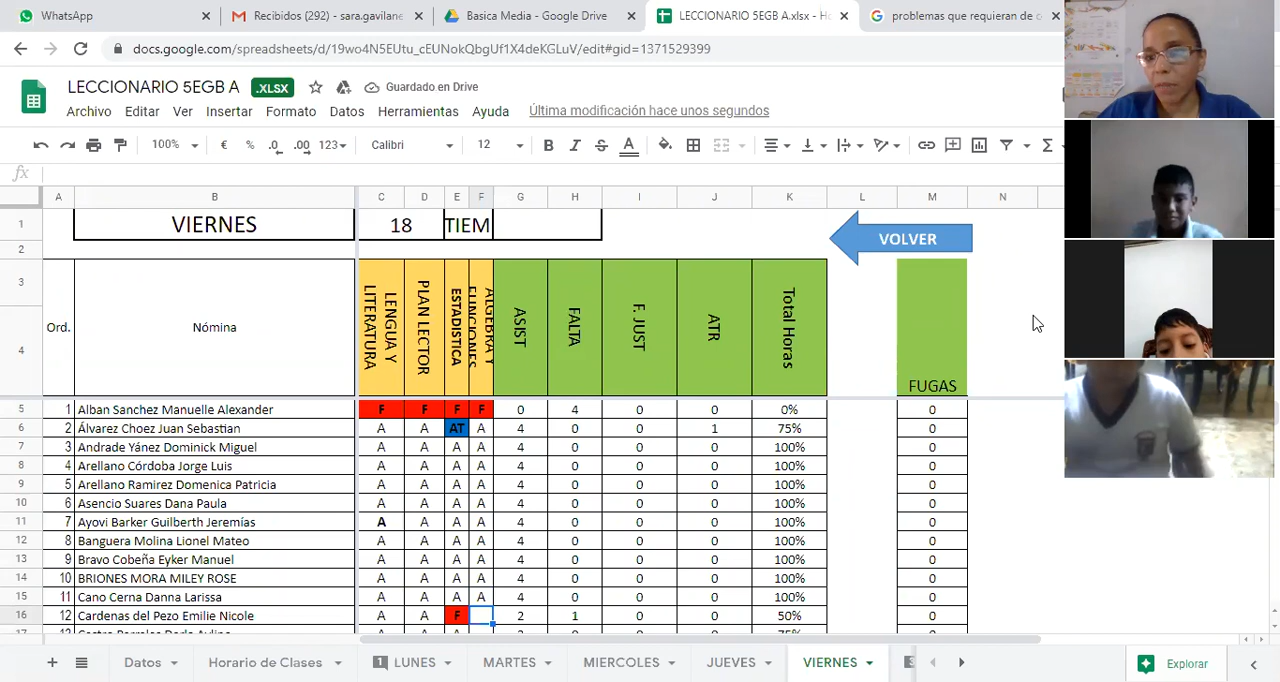 WhatsApp
Recibidos (292) - sara.gavilane
Basica Media - Google Drive
LECCIONARIO 5EGB A.xlsx - Ho
problemas que requieran de c
docs.google.com/spreadsheets/d/19wo4N5EUtu_cEUNokQbgUf1X4deKGLuV/edit#gid=1371529399
LECCIONARIO 5EGB A .XLSX Guardado en Drive
Archivo Editar Ver Insertar Formato Datos Herramientas Ayuda Última modificación hace unos segundos
100% € % .0 .00 123 Calibri 12 B I S A Σ
fx
A B C D E F G H I J K L M N
1 VIERNES 18 TIEM VOLVER
2
3
4
Ord. Nómina LENGUA Y LITERATURA PLAN LECTOR ESTADISTICA ALGEBRA Y FUNCIONES ASIST FALTA F. JUST ATR Total Horas FUGAS
5 1 Alban Sanchez Manuelle Alexander F F F F 0 4 0 0 0% 0
6 2 Álvarez Choez Juan Sebastian A A AT A 4 0 0 1 75% 0
7 3 Andrade Yánez Dominick Miguel A A A A 4 0 0 0 100% 0
8 4 Arellano Córdoba Jorge Luis A A A A 4 0 0 0 100% 0
9 5 Arellano Ramirez Domenica Patricia A A A A 4 0 0 0 100% 0
10 6 Asencio Suares Dana Paula A A A A 4 0 0 0 100% 0
11 7 Ayovi Barker Guilberth Jeremías A A A A 4 0 0 0 100% 0
12 8 Banguera Molina Lionel Mateo A A A A 4 0 0 0 100% 0
13 9 Bravo Cobeña Eyker Manuel A A A A 4 0 0 0 100% 0
14 10 BRIONES MORA MILEY ROSE A A A A 4 0 0 0 100% 0
15 11 Cano Cerna Danna Larissa A A A A 4 0 0 0 100% 0
16 12 Cardenas del Pezo Emilie Nicole A A F 2 1 0 0 50% 0
17
Datos Horario de Clases 1 LUNES MARTES MIERCOLES JUEVES VIERNES Explorar